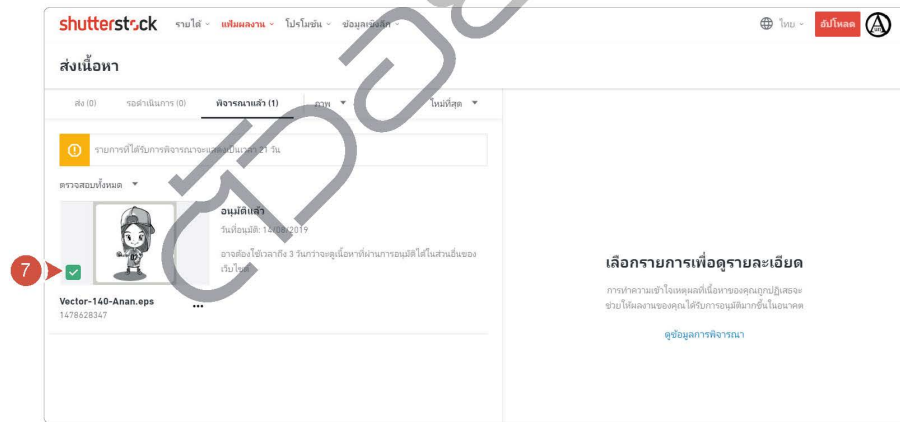 shutterstock รายได้ แฟ้มผลงาน โปรโมชัน ข้อมูลเชิงลึก ไทย อัปโหลด
ส่งเนื้อหา
ส่ง (0) รอดำเนินการ (0) พิจารณาแล้ว (1) ภาพ ใหม่ที่สุด
รายการที่ได้รับการพิจารณาจะแสดงเป็นเวลา 21 วัน
ตรวจสอบทั้งหมด
อนุมัติแล้ว
วันที่อนุมัติ: 14/08/2019
อาจต้องใช้เวลาถึง 3 วันกว่าจะดูเนื้อหาที่ผ่านการอนุมัติได้ในส่วนอื่นของ
เว็บไซต์
7
Vector-140-Anan.eps
1478628347
เลือกรายการเพื่อดูรายละเอียด
การทำความเข้าใจเหตุผลที่เนื้อหาของคุณถูกปฏิเสธจะ
ช่วยให้ผลงานของคุณได้รับการอนุมัติมากขึ้นในอนาคต
ดูข้อมูลการพิจารณา